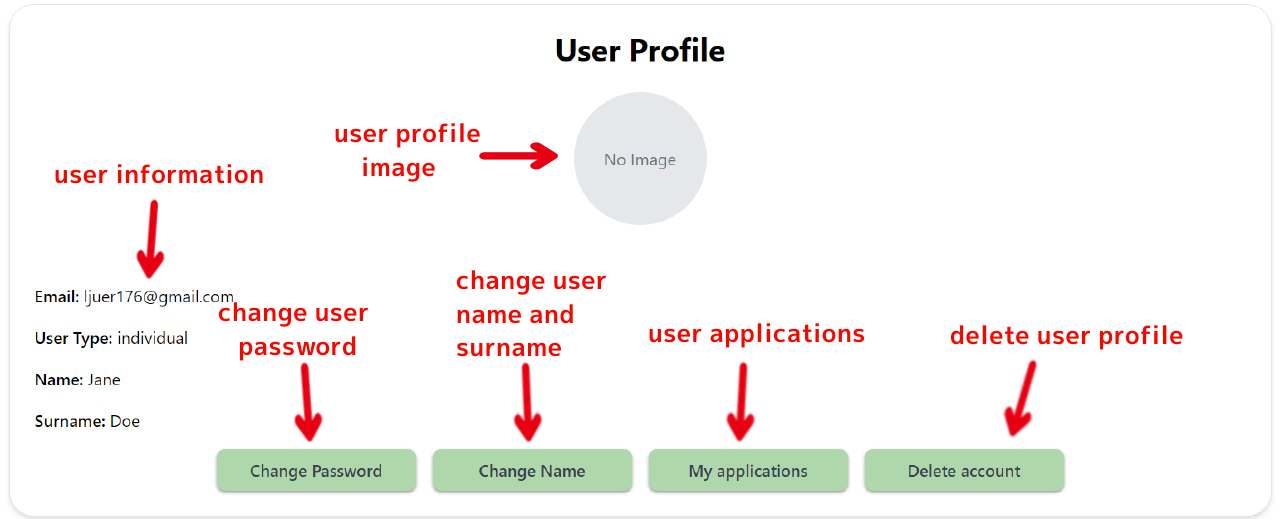 User Profile
user profile
image
No Image
user information
Email: ljuer176@gmail.com
User Type: individual
Name: Jane
Surname: Doe
change user
password
change user
name and
surname
user applications
delete user profile
Change Password
Change Name
My applications
Delete account